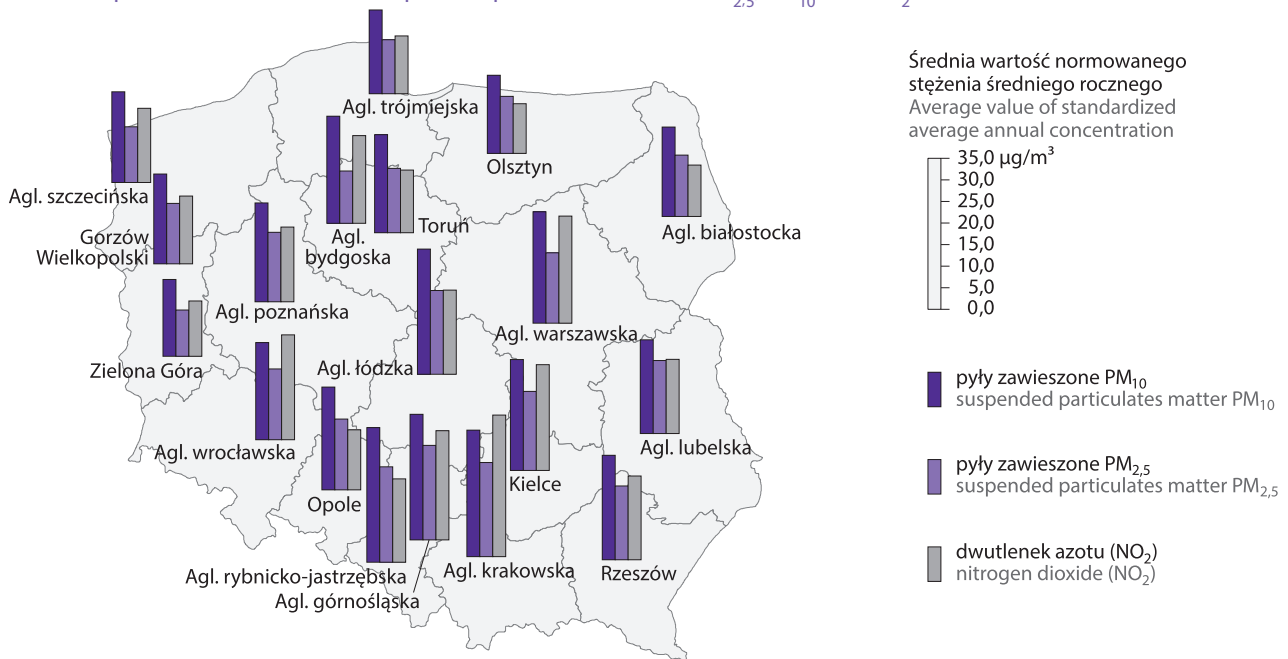 2,5 10 2
Agl. trójmiejska
Olsztyn
Agl. szczecińska
Toruń
Agl. białostocka
Agl.
bydgoska
Gorzów
Wielkopolski
Agl. poznańska
Agl. warszawska
Zielona Góra
Agl. łódzka
Agl. wrocławska
Agl. lubelska
Kielce
Opole
Agl. krakowska
Rzeszów
Agl. rybnicko-jastrzębska
Agl. górnośląska
Średnia wartość normowanego
stężenia średniego rocznego
Average value of standardized
average annual concentration
35,0 µg/m³
30,0
25,0
20,0
15,0
10,0
5,0
0,0
pyły zawieszone PM₁₀
suspended particulates matter PM₁₀
pyły zawieszone PM₂,₅
suspended particulates matter PM₂,₅
dwutlenek azotu (NO₂)
nitrogen dioxide (NO₂)